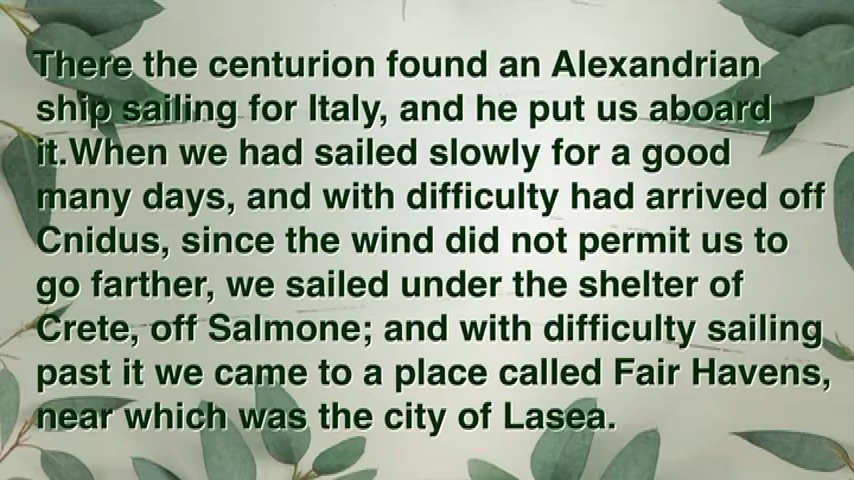 There the centurion found an Alexandrian
ship sailing for Italy, and he put us aboard
it.When we had sailed slowly for a good
many days, and with difficulty had arrived off
Cnidus, since the wind did not permit us to
go farther, we sailed under the shelter of
Crete, off Salmone; and with difficulty sailing
past it we came to a place called Fair Havens,
near which was the city of Lasea.